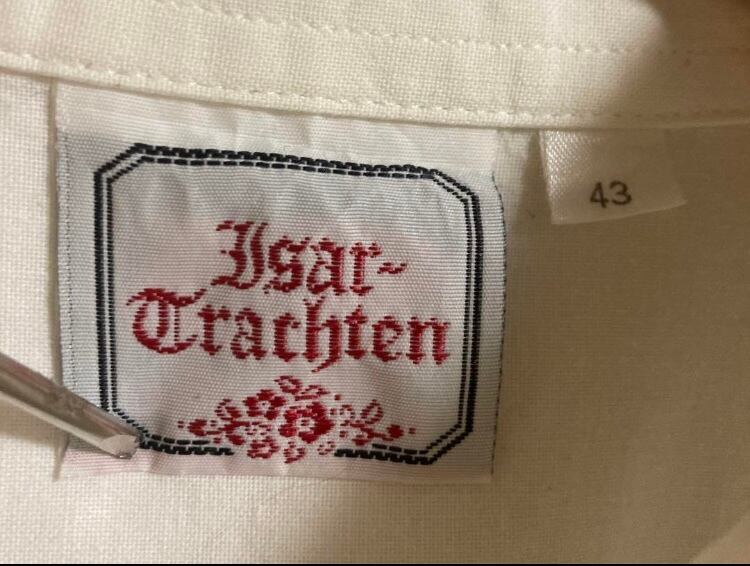 Isar-
Trachten
43